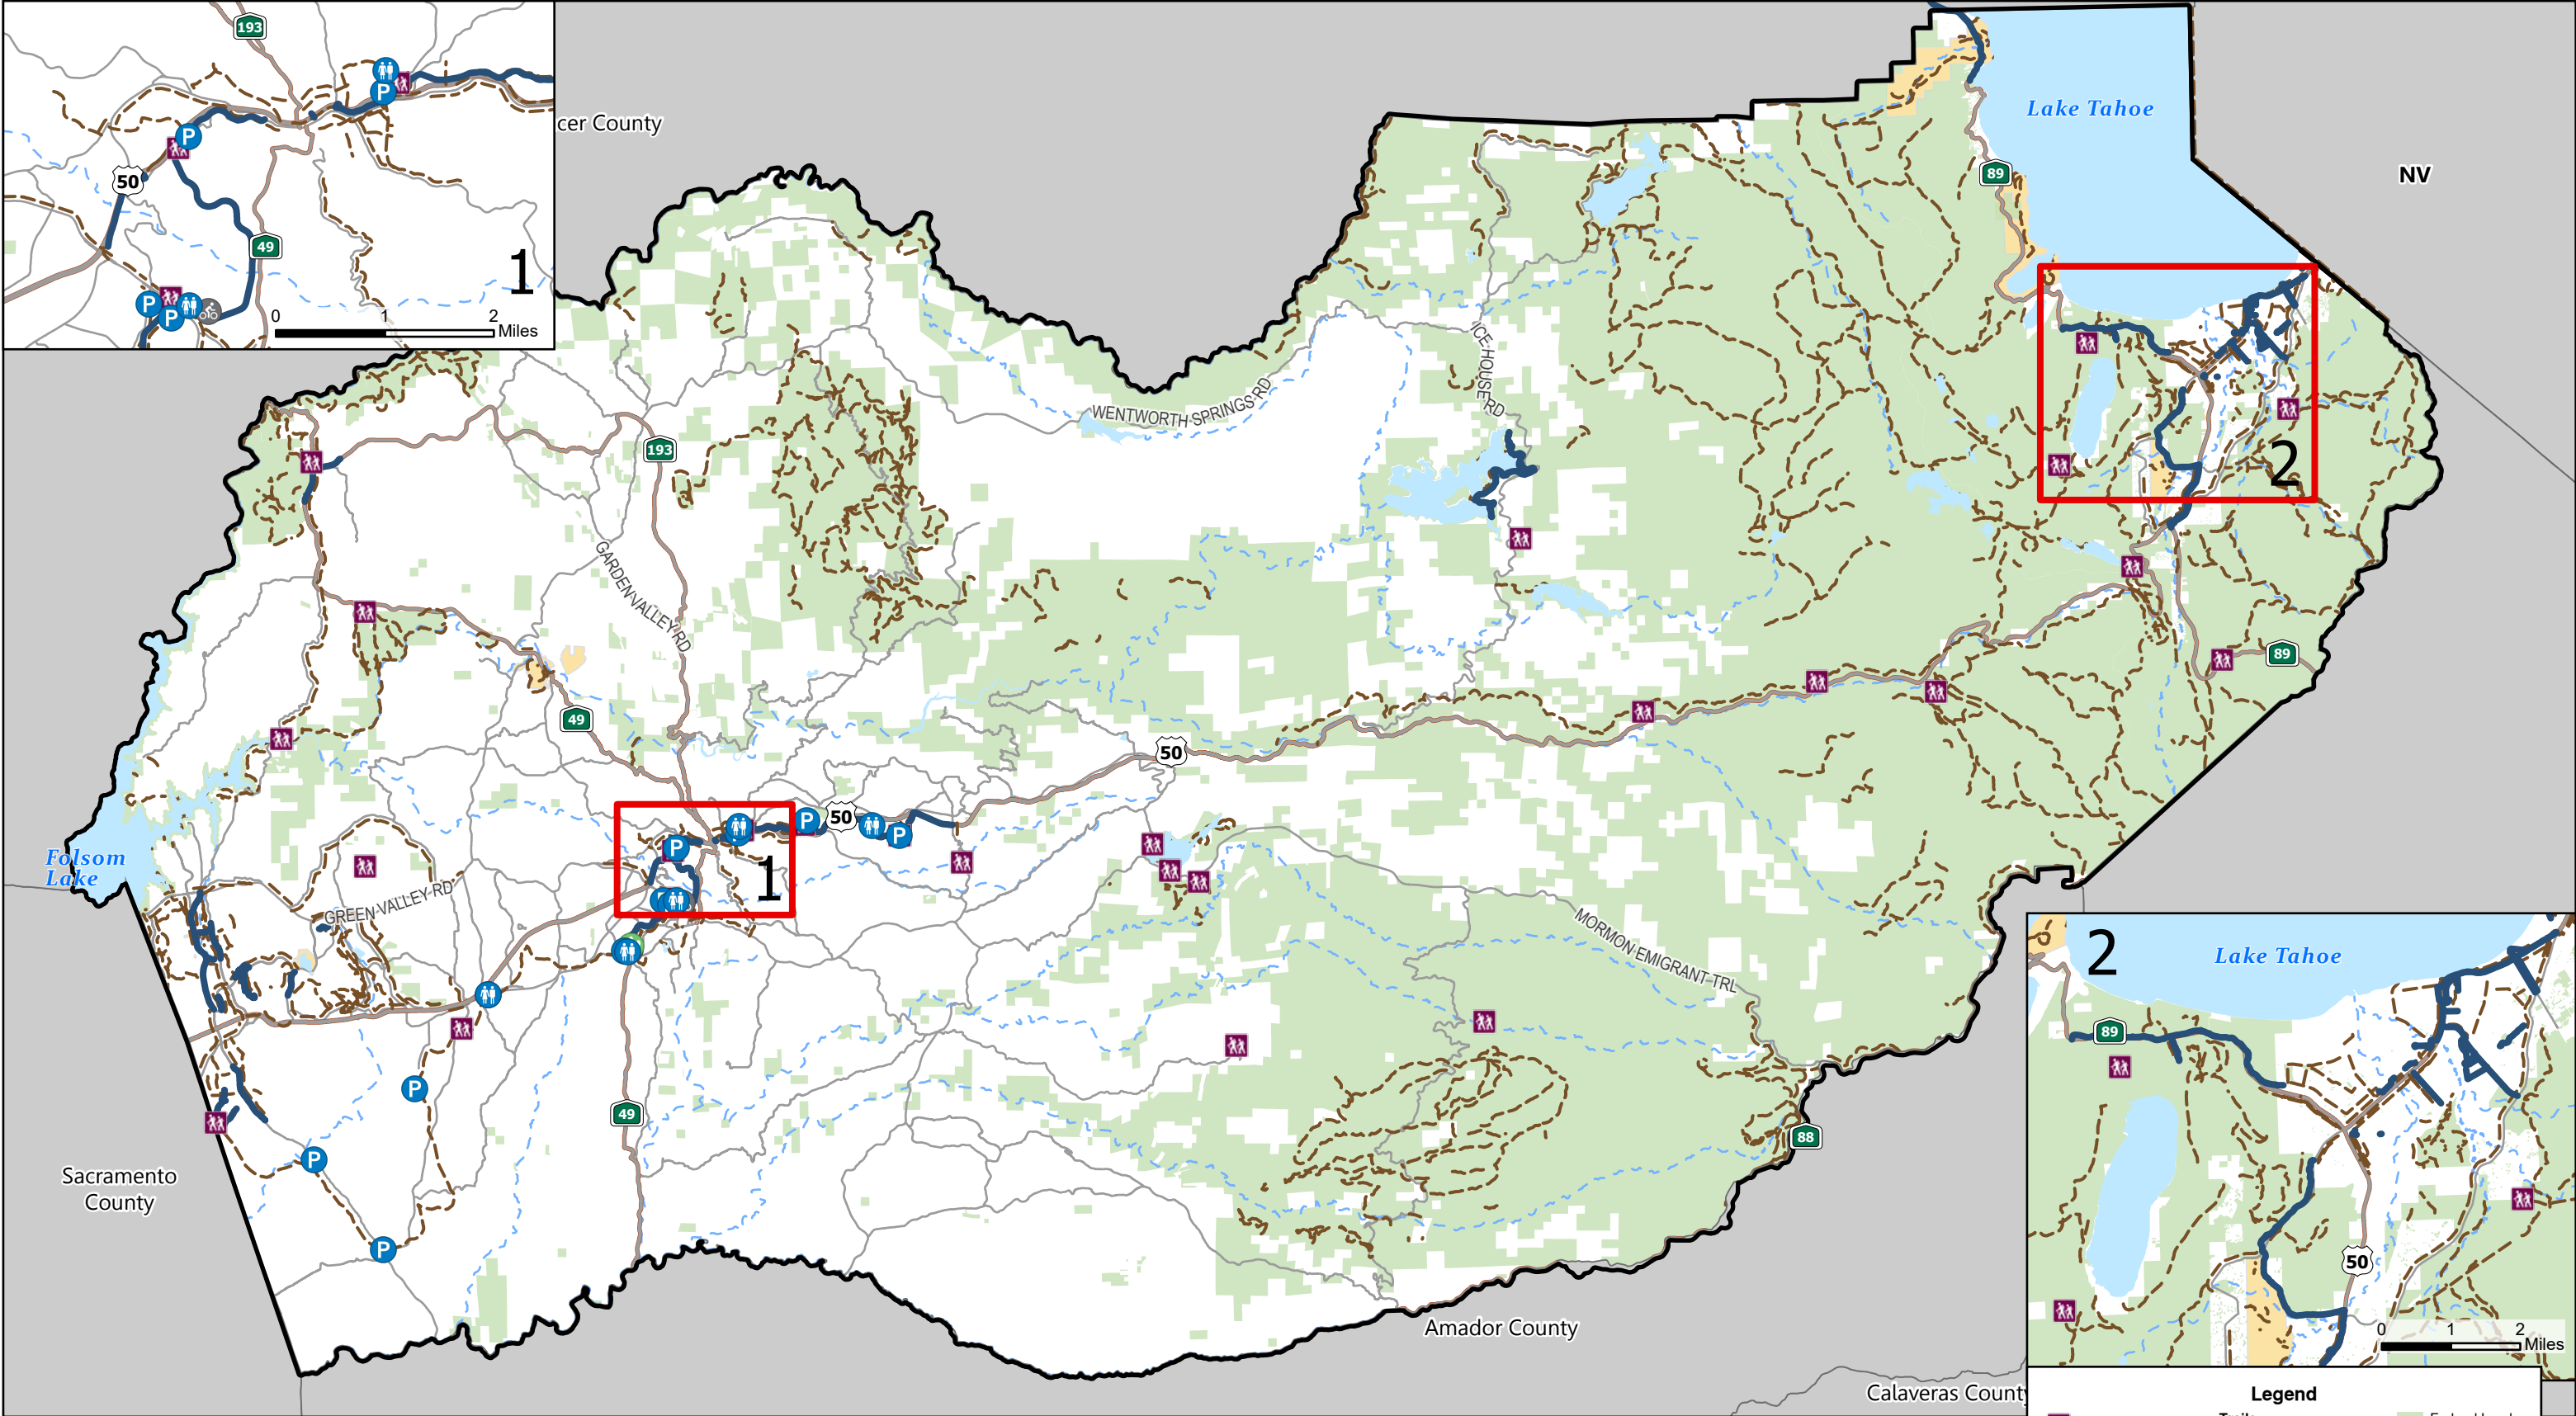 193
50
49
1
0 1 2 Miles
cer County
Lake Tahoe
NV
89
ICE HOUSE RD
WENTWORTH SPRINGS RD
193
2
GARDEN VALLEY RD
89
49
50
50
Folsom
Lake
1
GREEN VALLEY RD
MORMON EMIGRANT TRL
2
Lake Tahoe
89
49
88
Sacramento
County
50
0 1 2
Miles
Amador County
Calaveras County
Legend
P
P
P
P
P
P
P
P
P
P
P